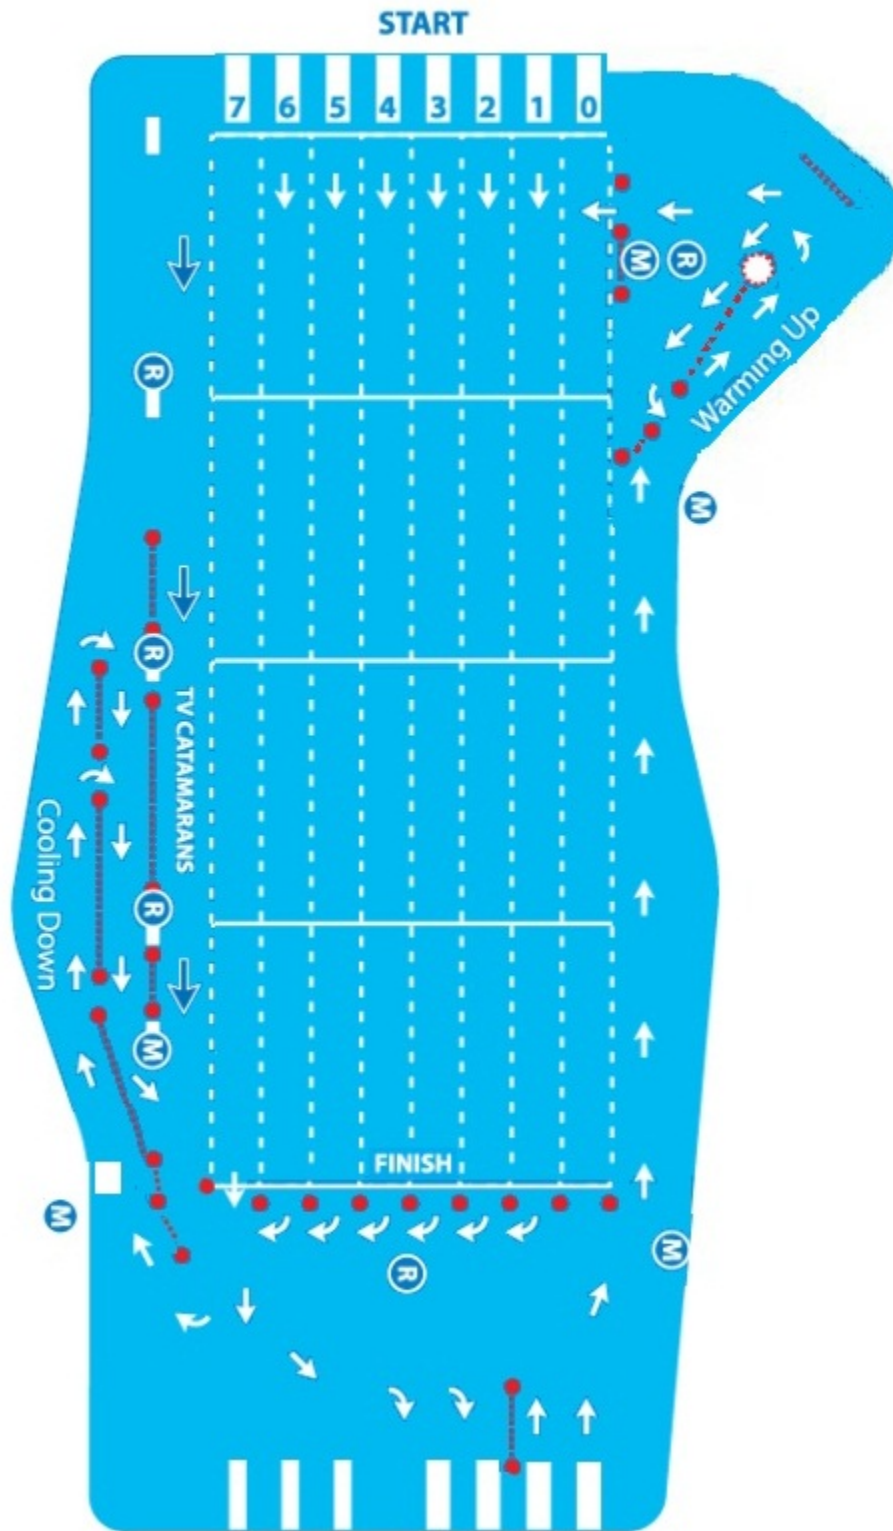 START
7 6 5 4 3 2 1 0
M R
R
Warming Up
M
R
TV CATAMARANS
Cooling Down
R
M
FINISH
M
M
R